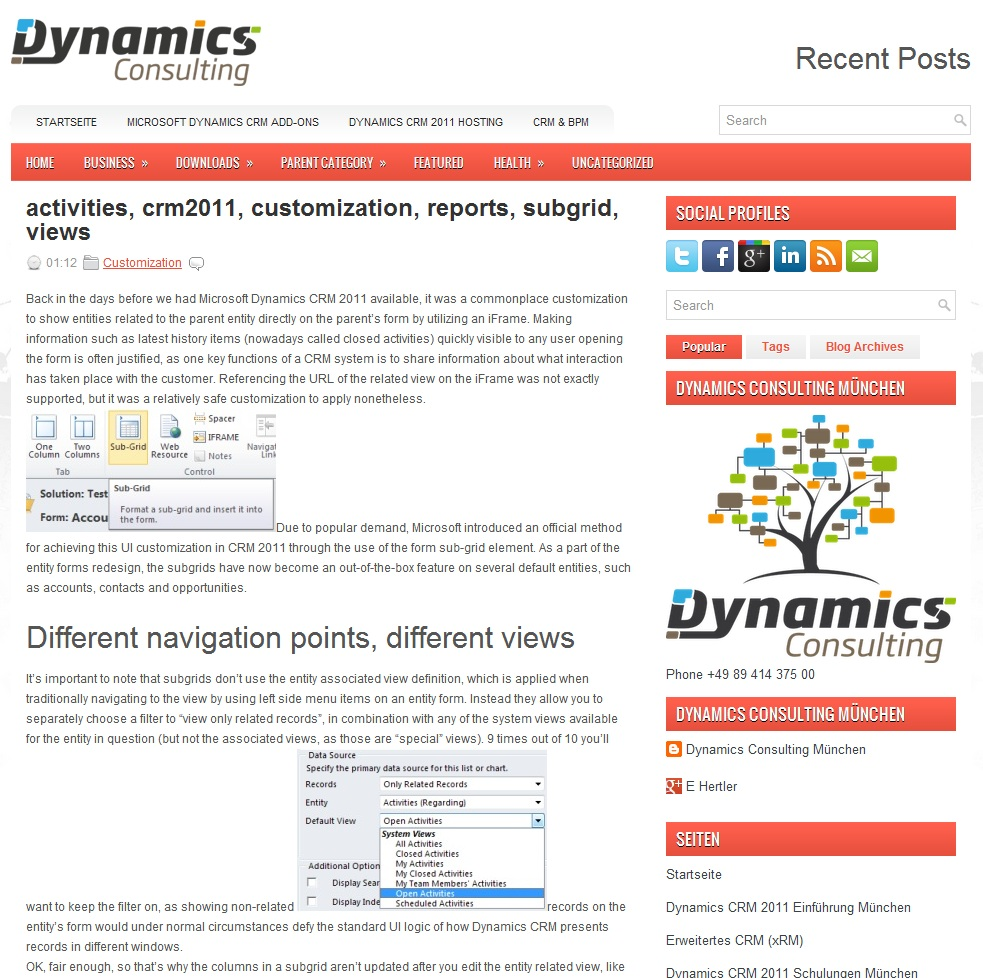 Dynamics
Consulting
Recent Posts
STARTSEITE MICROSOFT DYNAMICS CRM ADD-ONS DYNAMICS CRM 2011 HOSTING CRM & BPM
Search
HOME BUSINESS » DOWNLOADS » PARENT CATEGORY » FEATURED HEALTH » UNCATEGORIZED
activities, crm2011, customization, reports, subgrid,
views
01:12 Customization
Back in the days before we had Microsoft Dynamics CRM 2011 available, it was a commonplace customization
to show entities related to the parent entity directly on the parent's form by utilizing an iFrame. Making
information such as latest history items (nowadays called closed activities) quickly visible to any user opening
the form is often justified, as one key functions of a CRM system is to share information about what interaction
has taken place with the customer. Referencing the URL of the related view on the iFrame was not exactly
supported, but it was a relatively safe customization to apply nonetheless.
One Column
Two Columns
Sub-Grid
Web Resource
Spacer
IFRAME
Notes
Navigat
Link
Tab
Control
Solution: Test
Form: Accou
Sub-Grid
Format a sub-grid and insert it into
the form.
Due to popular demand, Microsoft introduced an official method
for achieving this UI customization in CRM 2011 through the use of the form sub-grid element. As a part of the
entity forms redesign, the subgrids have now become an out-of-the-box feature on several default entities, such
as accounts, contacts and opportunities.
Different navigation points, different views
It's important to note that subgrids don't use the entity associated view definition, which is applied when
traditionally navigating to the view by using left side menu items on an entity form. Instead they allow you to
separately choose a filter to “view only related records”, in combination with any of the system views available
for the entity in question (but not the associated views, as those are “special” views). 9 times out of 10 you'll
Data Source
Specify the primary data source for this list or chart.
Records Only Related Records
Entity Activities (Regarding)
Default View Open Activities
System Views
All Activities
Closed Activities
My Activities
My Closed Activities
My Team Members' Activities
Open Activities
Scheduled Activities
Additional Option
Display Sear
Display Inde
want to keep the filter on, as showing non-related records on the
entity's form would under normal circumstances defy the standard UI logic of how Dynamics CRM presents
records in different windows.
OK, fair enough, so that's why the columns in a subgrid aren't updated after you edit the entity related view, like
SOCIAL PROFILES
Search
Popular Tags Blog Archives
DYNAMICS CONSULTING MÜNCHEN
Dynamics
Consulting
Phone +49 89 414 375 00
DYNAMICS CONSULTING MÜNCHEN
Dynamics Consulting München
E Hertler
SEITEN
Startseite
Dynamics CRM 2011 Einführung München
Erweitertes CRM (xRM)
Dynamics CRM 2011 Schulungen München